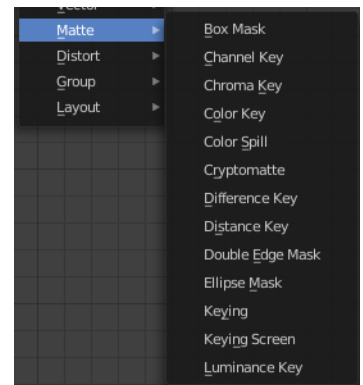 Vector
Matte
Distort
Group
Layout
Box Mask
Channel Key
Chroma Key
Color Key
Color Spill
Cryptomatte
Difference Key
Distance Key
Double Edge Mask
Ellipse Mask
Keying
Keying Screen
Luminance Key